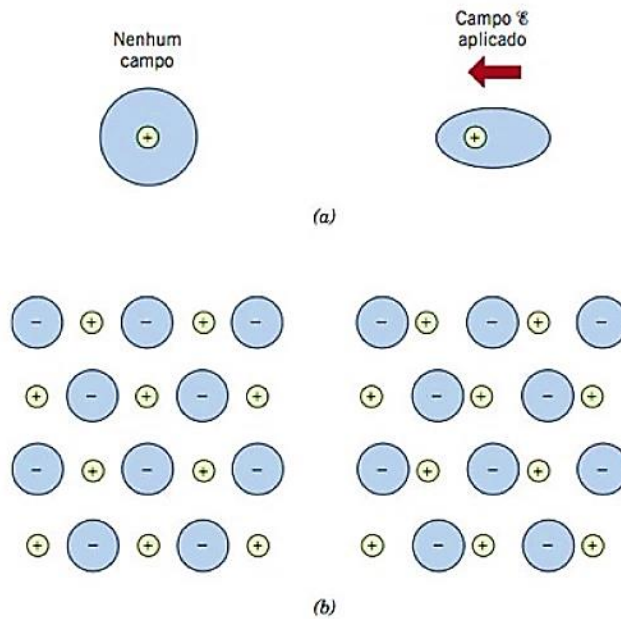 Nenhum
campo
Campo ℰ
aplicado
+
+
(a)
− + − + −
− + − + −
+ − + − +
+ − + − +
− + − + −
− + − + −
+ − + − +
+ − + − +
(b)